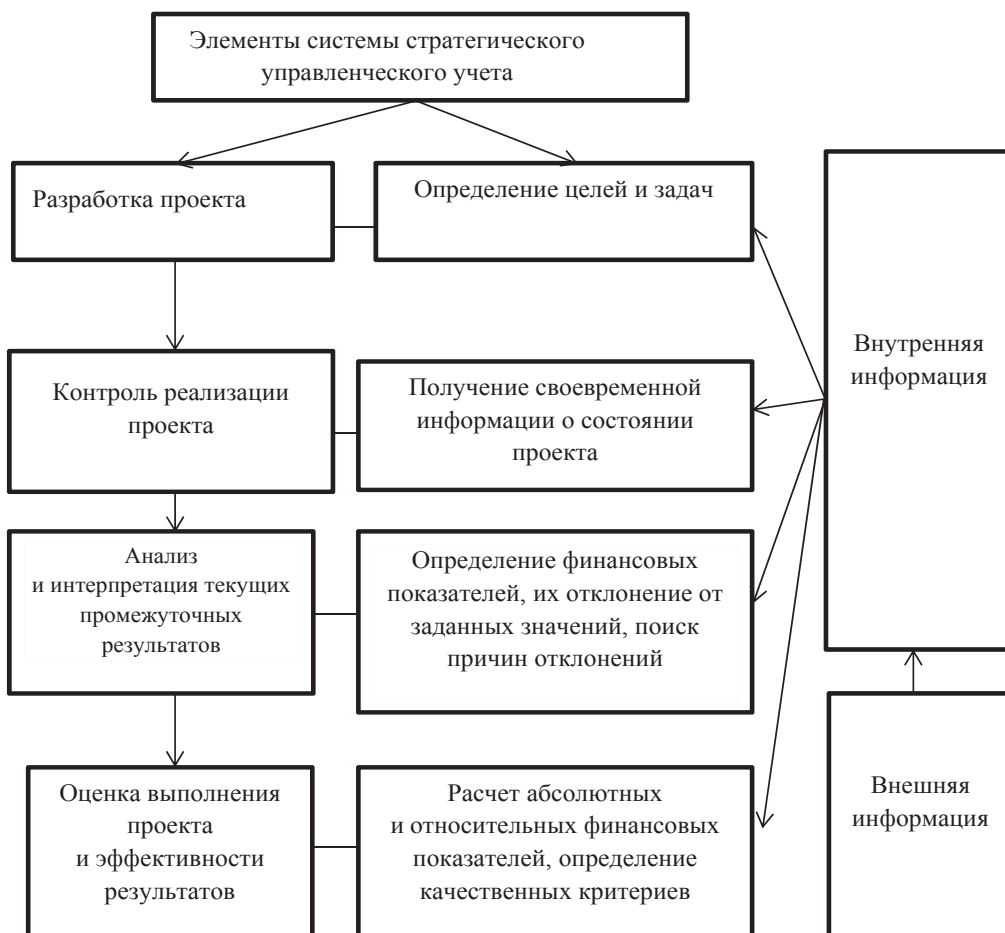 Элементы системы стратегического
управленческого учета
Разработка проекта
Определение целей и задач
Внутренняя
информация
Контроль реализации
проекта
Получение своевременной
информации о состоянии
проекта
Анализ
и интерпретация текущих
промежуточных
результатов
Определение финансовых
показателей, их отклонение от
заданных значений, поиск
причин отклонений
Оценка выполнения
проекта
и эффективности
результатов
Расчет абсолютных
и относительных финансовых
показателей, определение
качественных критериев
Внешняя
информация